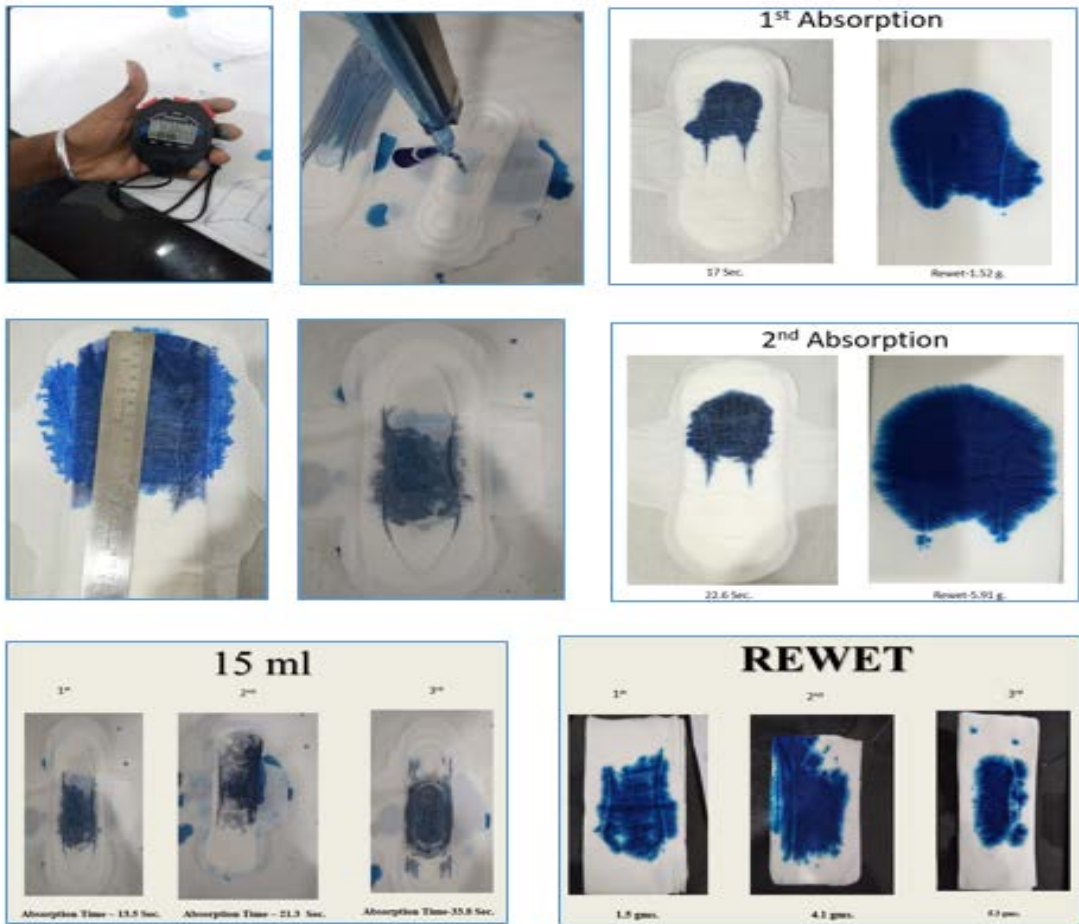 1st Absorption
17 Sec.
Rewet-1.52 g.
2nd Absorption
22.6 Sec.
Rewet-5.91 g.
15 ml
1st
2nd
3rd
Absorption Time – 13.5 Sec.
Absorption Time – 21.3 Sec.
Absorption Time-33.8 Sec.
REWET
1st
2nd
3rd
1.5 gms.
4.1 gms.
gms.